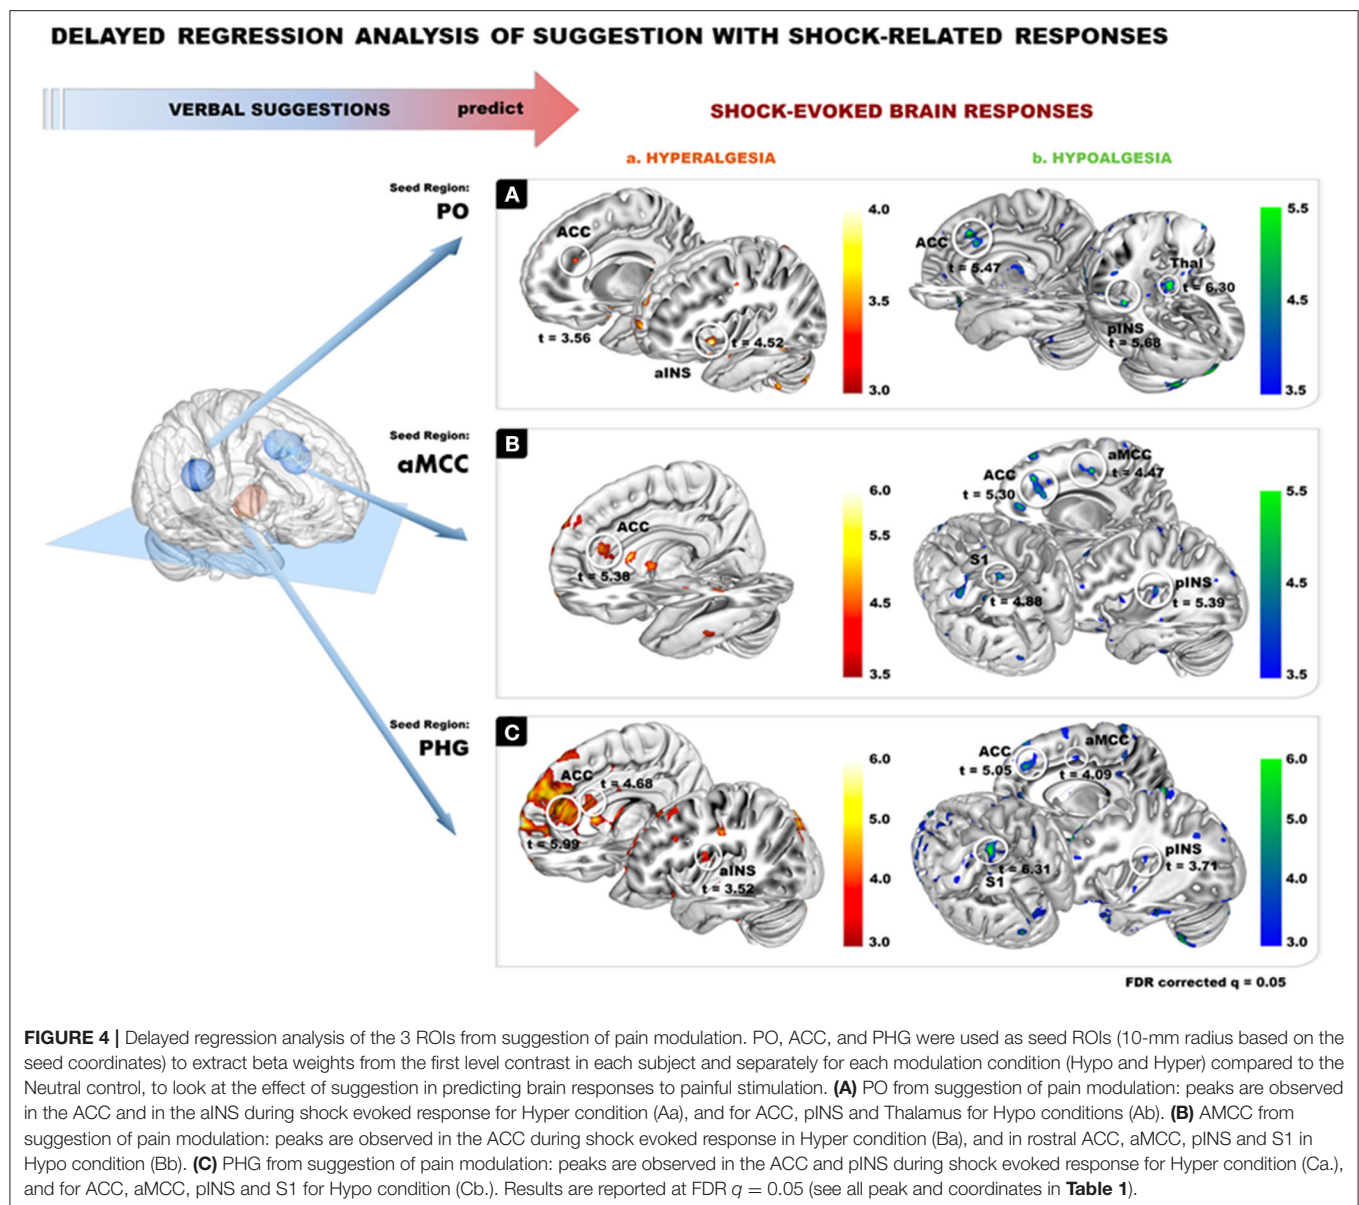 DELAYED REGRESSION ANALYSIS OF SUGGESTION WITH SHOCK-RELATED RESPONSES
VERBAL SUGGESTIONS predict
SHOCK-EVOKED BRAIN RESPONSES
a. HYPERALGESIA
b. HYPOALGESIA
Seed Region:
PO
A
ACC
t = 3.56
t = 4.52
aINS
4.0
3.5
3.0
ACC
t = 5.47
Thal
t = 6.30
pINS
t = 5.68
5.5
4.5
3.5
Seed Region:
aMCC
B
ACC
t = 5.38
6.0
5.5
4.5
3.5
aMCC
t = 4.47
ACC
t = 5.30
S1
t = 4.88
pINS
t = 5.39
5.5
4.5
3.5
Seed Region:
PHG
C
ACC
t = 4.68
t = 5.99
aINS
t = 3.52
6.0
5.0
4.0
3.0
ACC
t = 5.05
aMCC
t = 4.09
t = 6.31
S1
pINS
t = 3.71
6.0
5.0
4.0
3.0
FDR corrected q = 0.05
FIGURE 4 | Delayed regression analysis of the 3 ROIs from suggestion of pain modulation. PO, ACC, and PHG were used as seed ROIs (10-mm radius based on the
seed coordinates) to extract beta weights from the first level contrast in each subject and separately for each modulation condition (Hypo and Hyper) compared to the
Neutral control, to look at the effect of suggestion in predicting brain responses to painful stimulation. (A) PO from suggestion of pain modulation: peaks are observed
in the ACC and in the aINS during shock evoked response for Hyper condition (Aa), and for ACC, pINS and Thalamus for Hypo conditions (Ab). (B) AMCC from
suggestion of pain modulation: peaks are observed in the ACC during shock evoked response in Hyper condition (Ba), and in rostral ACC, aMCC, pINS and S1 in
Hypo condition (Bb). (C) PHG from suggestion of pain modulation: peaks are observed in the ACC and pINS during shock evoked response for Hyper condition (Ca.),
and for ACC, aMCC, pINS and S1 for Hypo condition (Cb.). Results are reported at FDR q = 0.05 (see all peak and coordinates in Table 1).